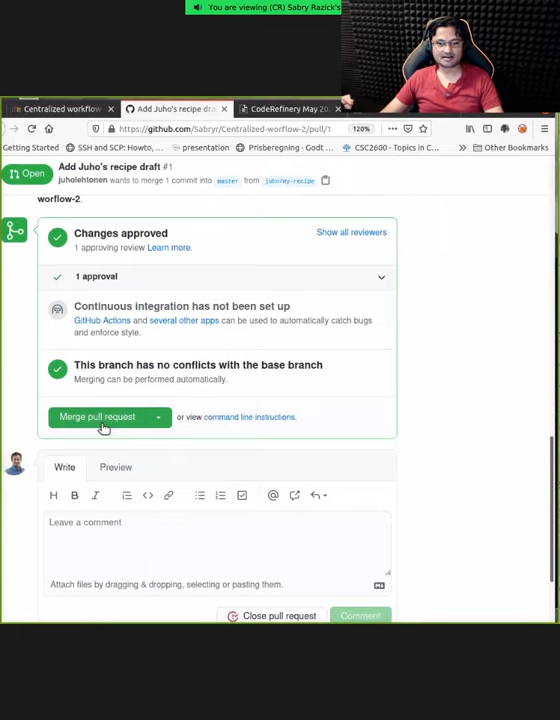 You are viewing (CR) Sabry Razick's
Centralized workflow
Add Juho's recipe dra
CodeRefinery May 20
https://github.com/Sabryr/Centralized-workflow-2/pull/1
120%
Getting Started
SSH and SCP: Howto, ...
presentation
Prisberegning - Godt ...
CSC2600 - Topics in C...
Other Bookmarks
Open
Add Juho's recipe draft #1
juholehtonen wants to merge 1 commit into master from juho/my-recipe
worflow-2.
Changes approved
Show all reviewers
1 approving review Learn more.
1 approval
Continuous integration has not been set up
GitHub Actions and several other apps can be used to automatically catch bugs
and enforce style.
This branch has no conflicts with the base branch
Merging can be performed automatically.
Merge pull request
or view command line instructions.
Write
Preview
H B I
Leave a comment
Attach files by dragging & dropping, selecting or pasting them.
Close pull request
Comment